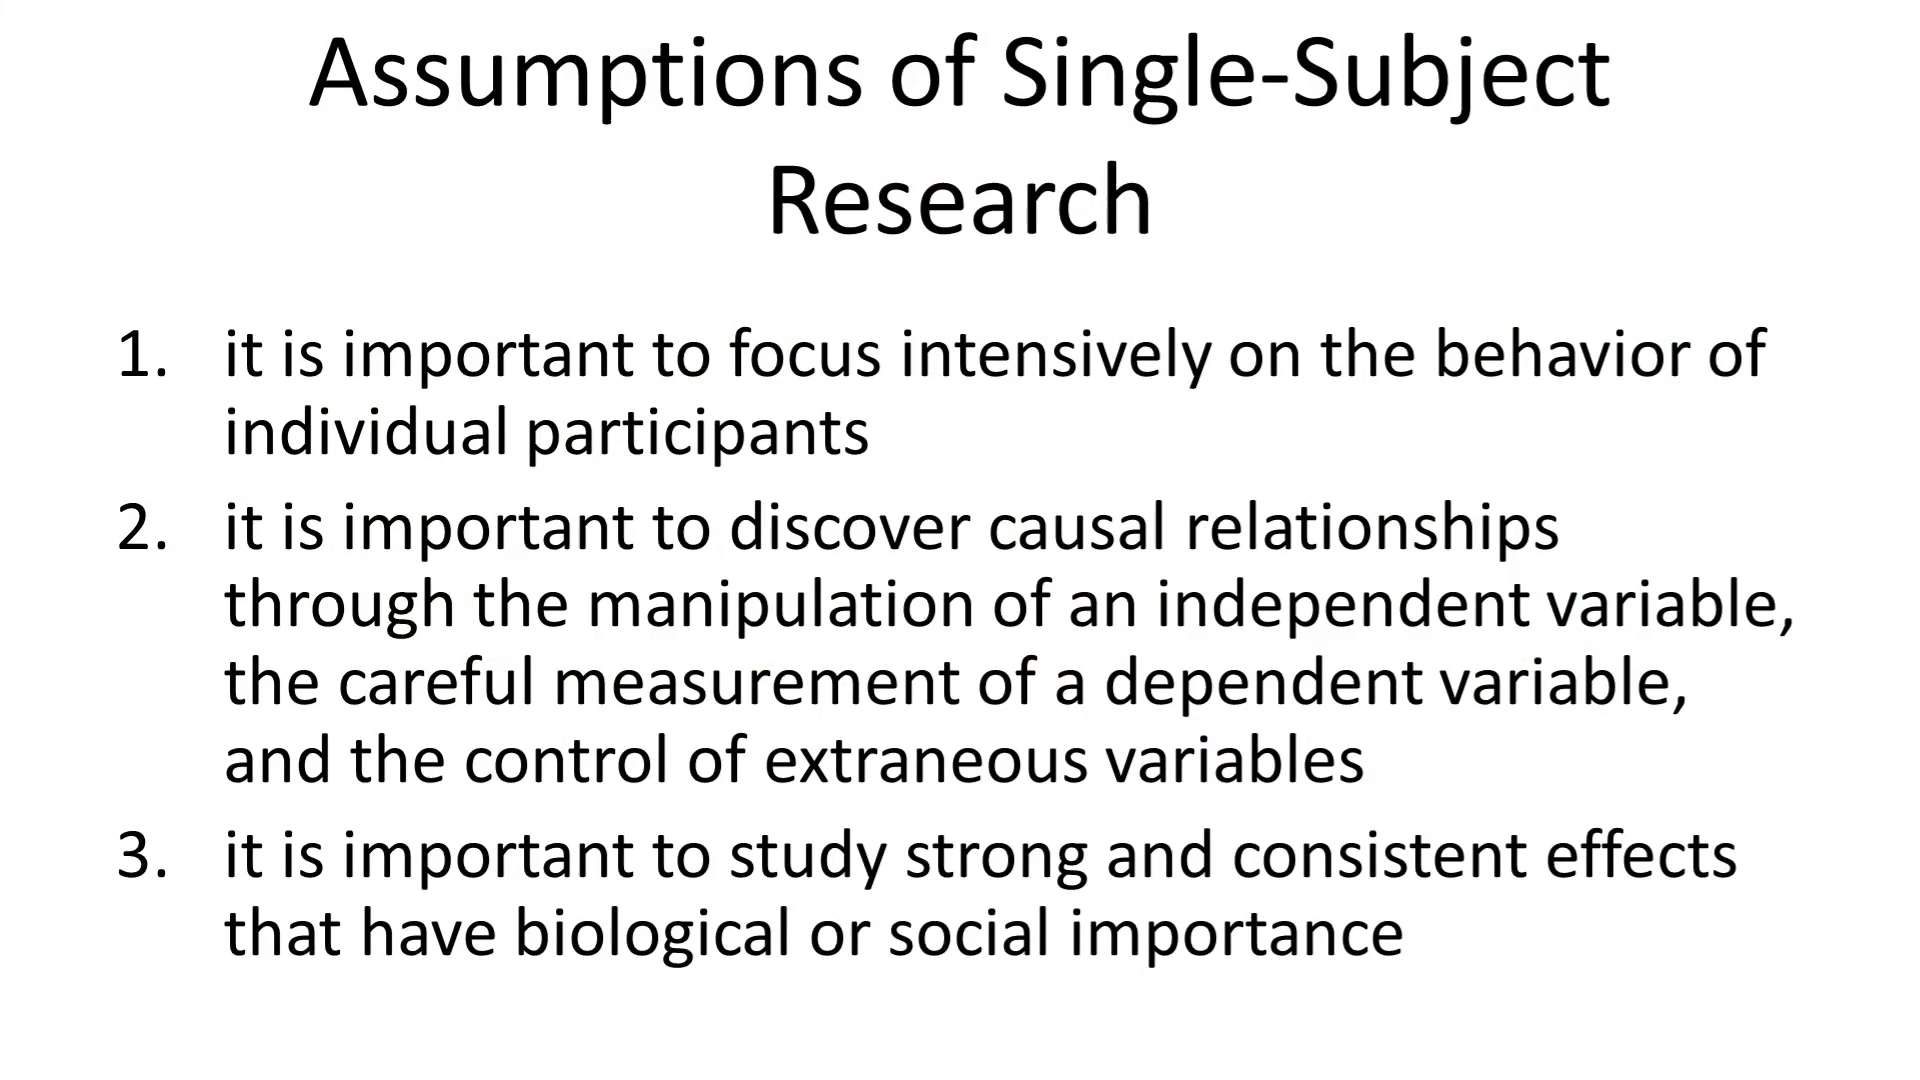 Assumptions of Single-Subject
Research
1. it is important to focus intensively on the behavior of
individual participants
2. it is important to discover causal relationships
through the manipulation of an independent variable,
the careful measurement of a dependent variable,
and the control of extraneous variables
3. it is important to study strong and consistent effects
that have biological or social importance